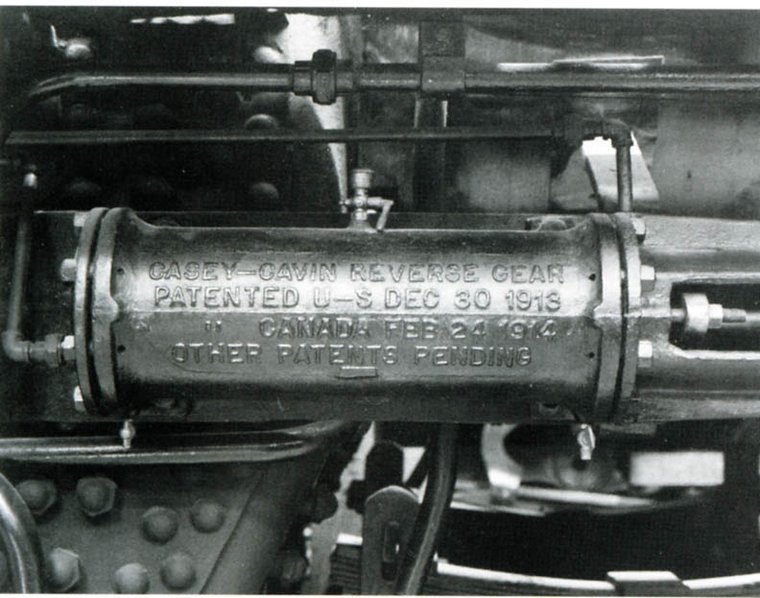 CASEY-CAVIN REVERSE GEAR
PATENTED U-S DEC 30 1913
" CANADA FEB 24 1914
OTHER PATENTS PENDING